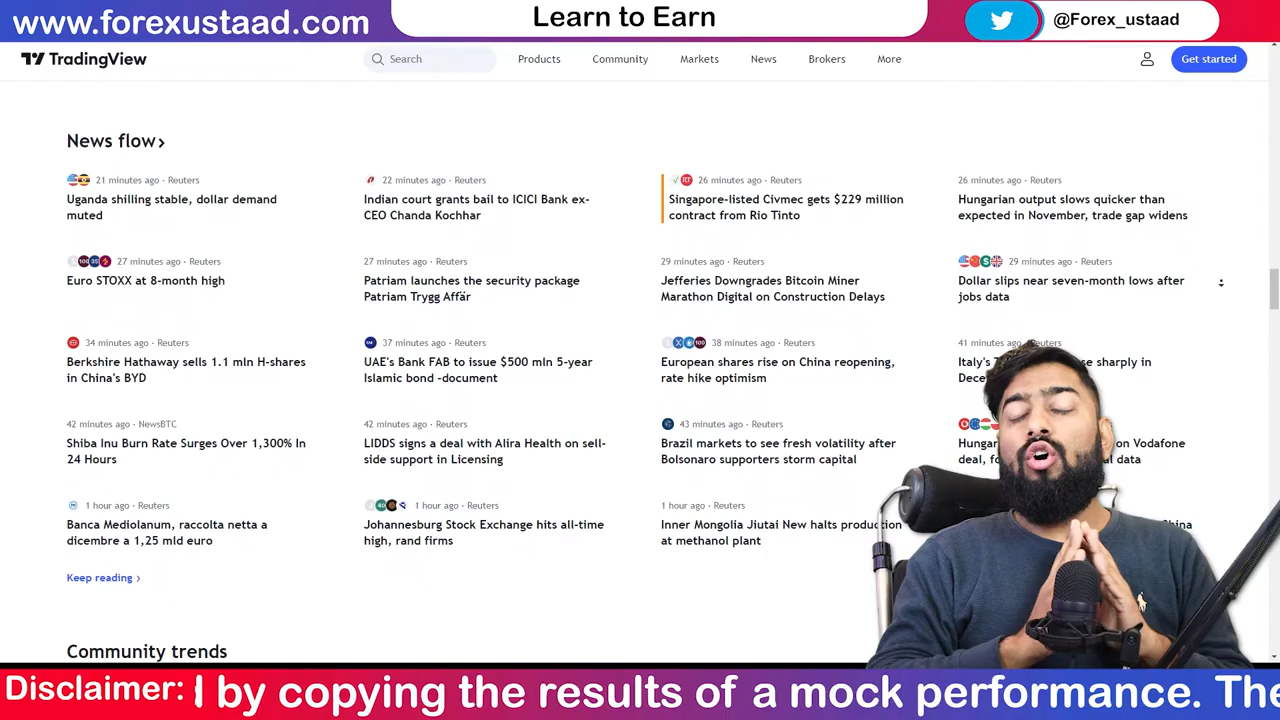 www.forexustaad.com
Learn to Earn
@Forex_ustaad
TradingView
Search
Products
Community
Markets
News
Brokers
More
Get started
News flow ›
21 minutes ago · Reuters
Uganda shilling stable, dollar demand
muted
22 minutes ago · Reuters
Indian court grants bail to ICICI Bank ex-
CEO Chanda Kochhar
26 minutes ago · Reuters
Singapore-listed Civmec gets $229 million
contract from Rio Tinto
26 minutes ago · Reuters
Hungarian output slows quicker than
expected in November, trade gap widens
27 minutes ago · Reuters
Euro STOXX at 8-month high
27 minutes ago · Reuters
Patriam launches the security package
Patriam Trygg Affär
29 minutes ago · Reuters
Jefferies Downgrades Bitcoin Miner
Marathon Digital on Construction Delays
29 minutes ago · Reuters
Dollar slips near seven-month lows after
jobs data
34 minutes ago · Reuters
Berkshire Hathaway sells 1.1 mln H-shares
in China's BYD
37 minutes ago · Reuters
UAE's Bank FAB to issue $500 mln 5-year
Islamic bond -document
38 minutes ago · Reuters
European shares rise on China reopening,
rate hike optimism
41 minutes ago · Reuters
Italy's sharply in
42 minutes ago · NewsBTC
Shiba Inu Burn Rate Surges Over 1,300% In
24 Hours
42 minutes ago · Reuters
LIDDS signs a deal with Alira Health on sell-
side support in Licensing
43 minutes ago · Reuters
Brazil markets to see fresh volatility after
Bolsonaro supporters storm capital
on Vodafone
deal, data
1 hour ago · Reuters
Banca Mediolanum, raccolta netta a
dicembre a 1,25 mld euro
1 hour ago · Reuters
Johannesburg Stock Exchange hits all-time
high, rand firms
1 hour ago · Reuters
Inner Mongolia Jiutai New halts production
at methanol plant
Keep reading ›
Community trends
Disclaimer: l by copying the results of a mock performance. The